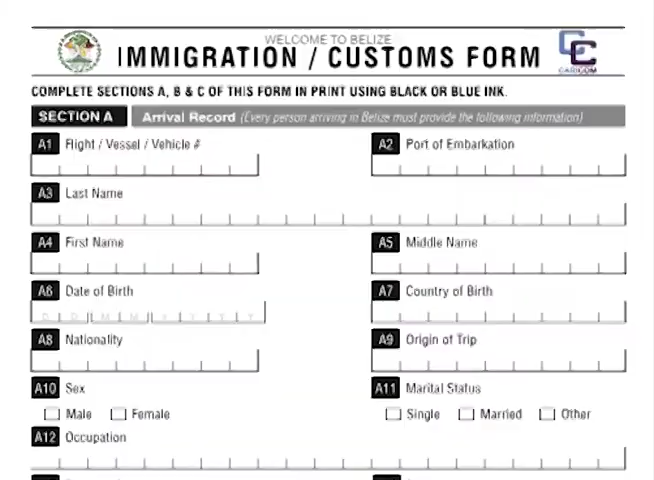 WELCOME TO BELIZE
IMMIGRATION / CUSTOMS FORM
CARICOM
COMPLETE SECTIONS A, B & C OF THIS FORM IN PRINT USING BLACK OR BLUE INK.
SECTION A Arrival Record (Every person arriving in Belize must provide the following information)
A1 Flight / Vessel / Vehicle # A2 Port of Embarkation
A3 Last Name
A4 First Name A5 Middle Name
A6 Date of Birth A7 Country of Birth
D D M M Y Y Y Y
A8 Nationality A9 Origin of Trip
A10 Sex A11 Marital Status
Male Female Single Married Other
A12 Occupation